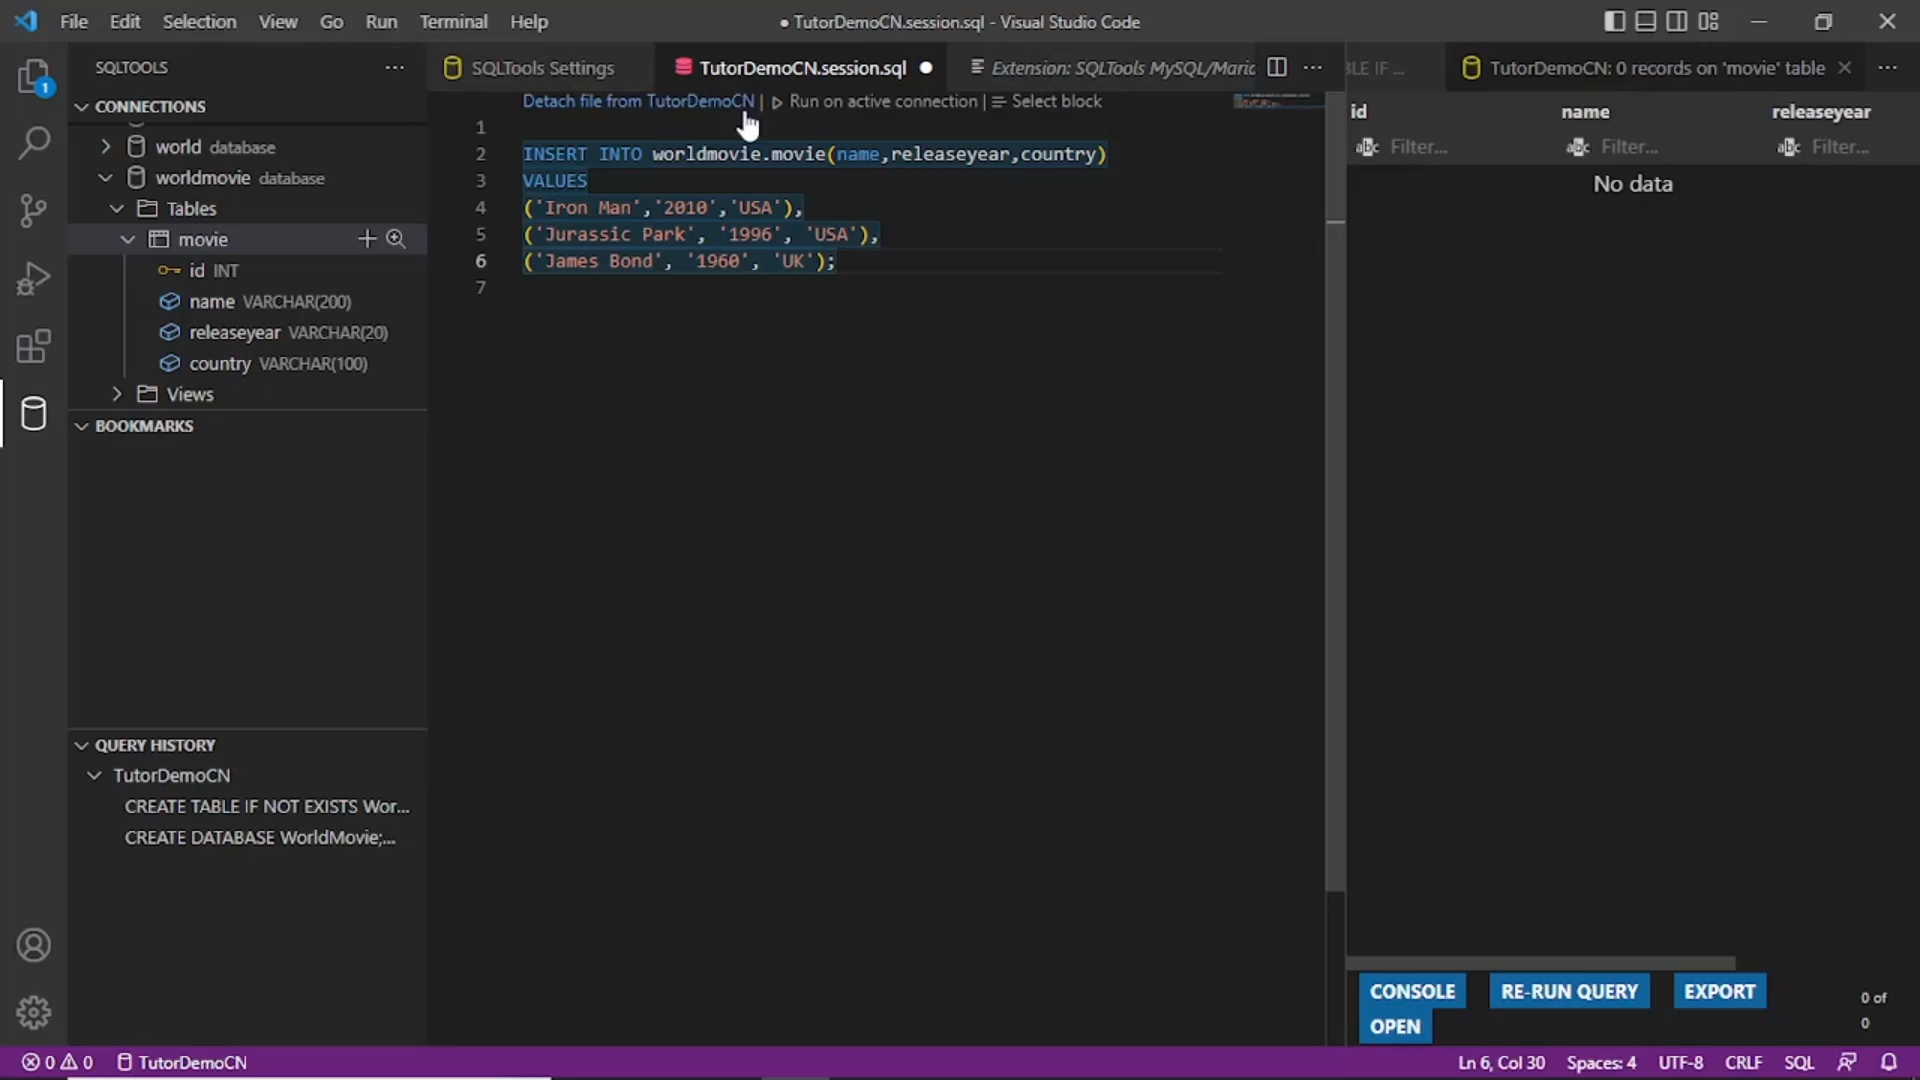 File Edit Selection View Go Run Terminal Help
● TutorDemoCN.session.sql - Visual Studio Code
1
SQLTOOLS
CONNECTIONS
world database
worldmovie database
Tables
movie
id INT
name VARCHAR(200)
releaseyear VARCHAR(20)
country VARCHAR(100)
Views
BOOKMARKS
QUERY HISTORY
TutorDemoCN
CREATE TABLE IF NOT EXISTS Wor...
CREATE DATABASE WorldMovie;...
SQLTools Settings
TutorDemoCN.session.sql
Extension: SQLTools MySQL/Maric
Detach file from TutorDemoCN | Run on active connection | Select block
1
2 INSERT INTO worldmovie.movie(name,releaseyear,country)
3 VALUES
4 ('Iron Man','2010','USA'),
5 ('Jurassic Park', '1996', 'USA'),
6 ('James Bond', '1960', 'UK');
7
BLE IF ...
TutorDemoCN: 0 records on 'movie' table
id name releaseyear
abc Filter... abc Filter... abc Filter...
No data
CONSOLE RE-RUN QUERY EXPORT
OPEN
0 of
0
0 0 TutorDemoCN
Ln 6, Col 30 Spaces: 4 UTF-8 CRLF SQL